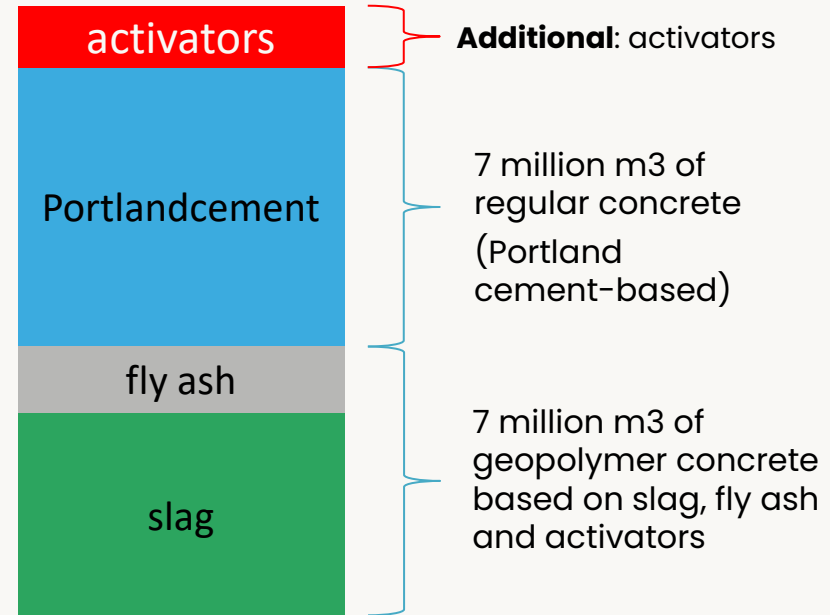 activators
Additional: activators
Portlandcement
7 million m3 of
regular concrete
(Portland
cement-based)
fly ash
slag
7 million m3 of
geopolymer concrete
based on slag, fly ash
and activators